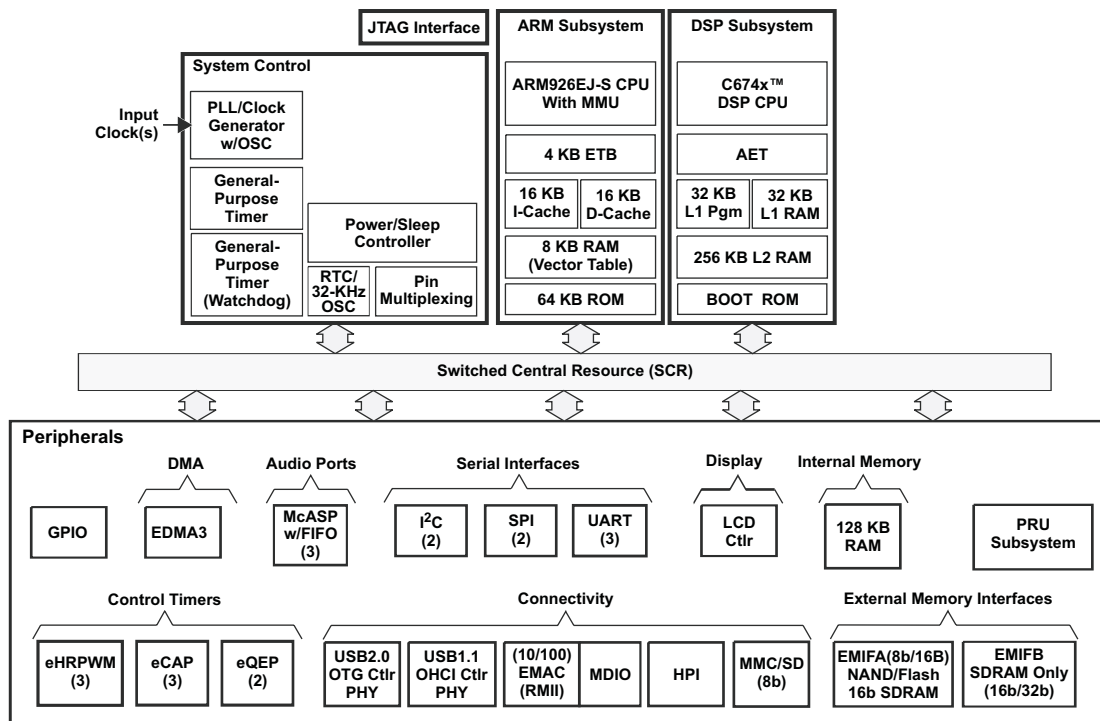 JTAG Interface
ARM Subsystem
DSP Subsystem
System Control
Input
Clock(s)
PLL/Clock
Generator
w/OSC
General-
Purpose
Timer
General-
Purpose
Timer
(Watchdog)
Power/Sleep
Controller
RTC/
32-KHz
OSC
Pin
Multiplexing
ARM926EJ-S CPU
With MMU
4 KB ETB
16 KB
I-Cache
16 KB
D-Cache
8 KB RAM
(Vector Table)
64 KB ROM
C674x™
DSP CPU
AET
32 KB
L1 Pgm
32 KB
L1 RAM
256 KB L2 RAM
BOOT ROM
Switched Central Resource (SCR)
Peripherals
DMA
Audio Ports
Serial Interfaces
Display
Internal Memory
GPIO
EDMA3
McASP
w/FIFO
(3)
I²C
(2)
SPI
(2)
UART
(3)
LCD
Ctlr
128 KB
RAM
PRU
Subsystem
Control Timers
Connectivity
External Memory Interfaces
eHRPWM
(3)
eCAP
(3)
eQEP
(2)
USB2.0
OTG Ctlr
PHY
USB1.1
OHCI Ctlr
PHY
(10/100)
EMAC
(RMII)
MDIO
HPI
MMC/SD
(8b)
EMIFA(8b/16B)
NAND/Flash
16b SDRAM
EMIFB
SDRAM Only
(16b/32b)